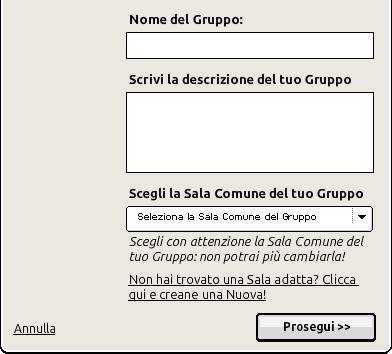 Nome del Gruppo:
Scrivi la descrizione del tuo Gruppo
Scegli la Sala Comune del tuo Gruppo
Seleziona la Sala Comune del Gruppo
Scegli con attenzione la Sala Comune del
tuo Gruppo: non potrai più cambiarla!
Non hai trovato una Sala adatta? Clicca
qui e creane una Nuova!
Annulla
Prosegui >>